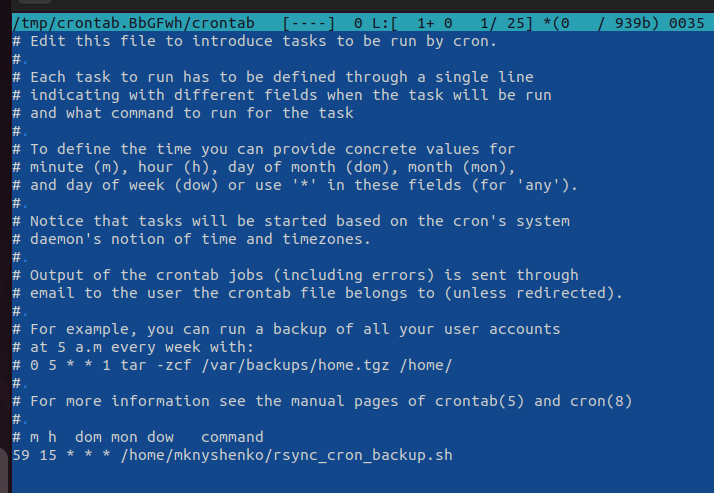 /tmp/crontab.BbGFwh/crontab   [----]  0 L:[  1+ 0   1/ 25] *(0   / 939b) 0035
# Edit this file to introduce tasks to be run by cron.
#.
# Each task to run has to be defined through a single line
# indicating with different fields when the task will be run
# and what command to run for the task
#.
# To define the time you can provide concrete values for
# minute (m), hour (h), day of month (dom), month (mon),
# and day of week (dow) or use '*' in these fields (for 'any').
#.
# Notice that tasks will be started based on the cron's system
# daemon's notion of time and timezones.
#.
# Output of the crontab jobs (including errors) is sent through
# email to the user the crontab file belongs to (unless redirected).
#.
# For example, you can run a backup of all your user accounts
# at 5 a.m every week with:
# 0 5 * * 1 tar -zcf /var/backups/home.tgz /home/
#.
# For more information see the manual pages of crontab(5) and cron(8)
#.
# m h  dom mon dow   command
59 15 * * * /home/mknyshenko/rsync_cron_backup.sh